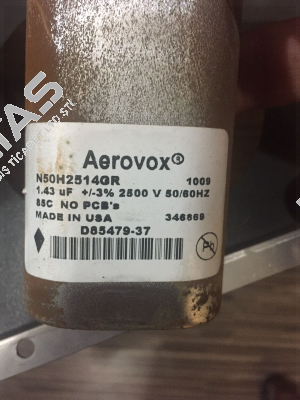 Aerovox®
N50H2514GR 1009
1.43 uF +/-3% 2500 V 50/60HZ
85C NO PCB's
MADE IN USA 346869
D85479-37
Pb